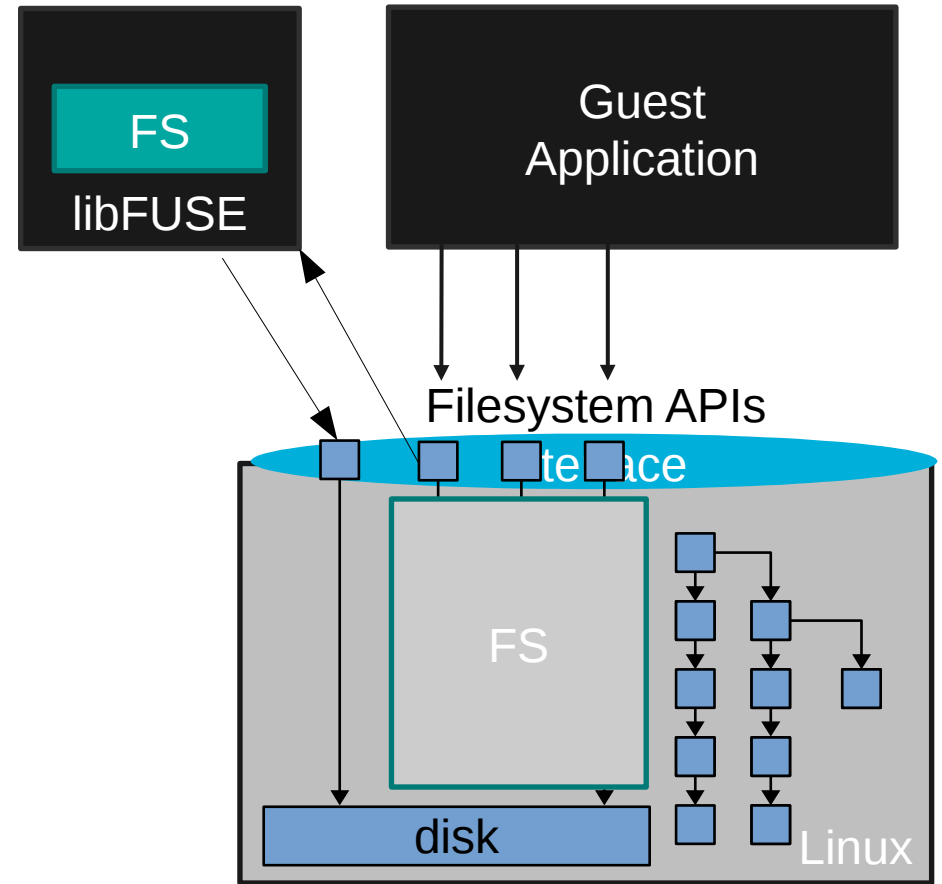 FS
libFUSE
Guest
Application
Filesystem APIs
FS
disk
Linux